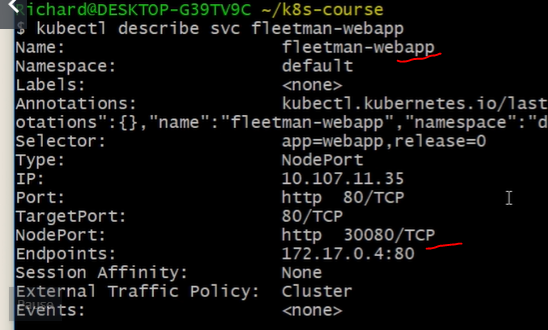 Richard@DESKTOP-G39TV9C ~/k8s-course
$ kubectl describe svc fleetman-webapp
Name: fleetman-webapp
Namespace: default
Labels: <none>
Annotations: kubectl.kubernetes.io/last
otations":{},"name":"fleetman-webapp","namespace":"d
Selector: app=webapp,release=0
Type: NodePort
IP: 10.107.11.35
Port: http 80/TCP
TargetPort: 80/TCP
NodePort: http 30080/TCP
Endpoints: 172.17.0.4:80
Session Affinity: None
External Traffic Policy: Cluster
Pause
Events: <none>